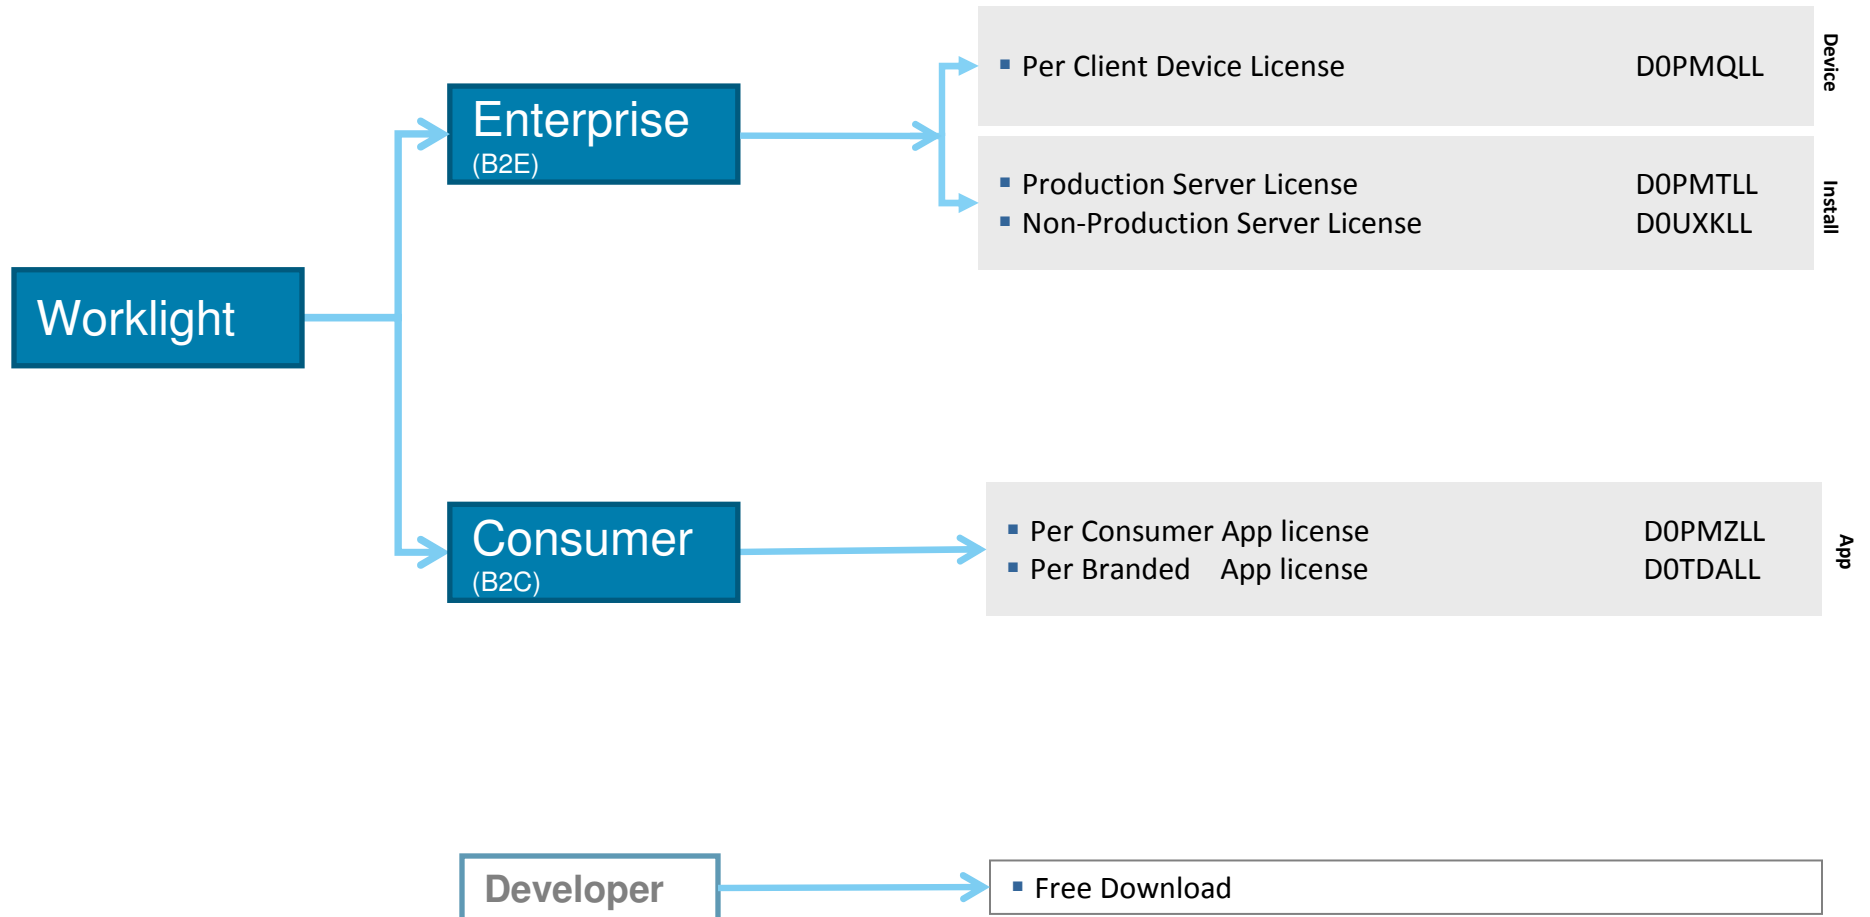 Worklight
Enterprise
(B2E)
▪ Per Client Device License D0PMQLL
Device
▪ Production Server License D0PMTLL
▪ Non-Production Server License D0UXKLL
Install
Consumer
(B2C)
▪ Per Consumer App license D0PMZLL
▪ Per Branded App license D0TDALL
App
Developer
▪ Free Download